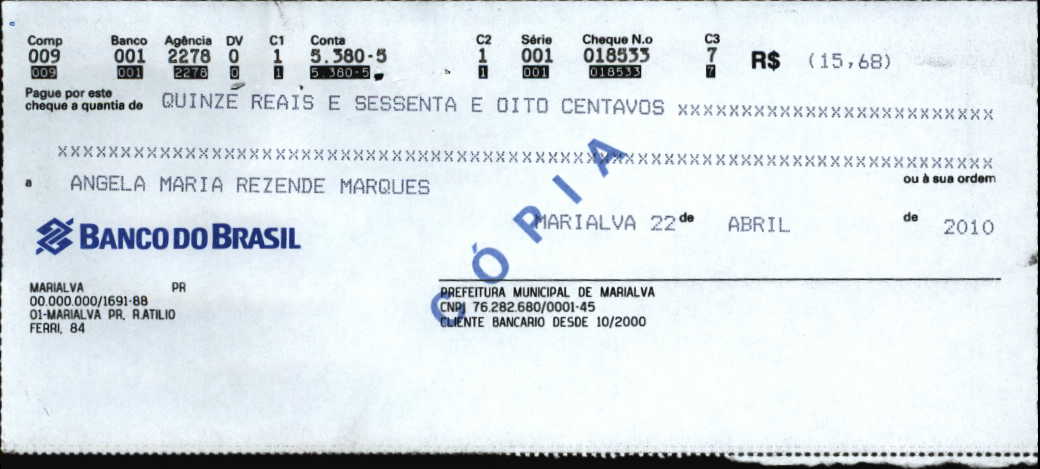 Comp Banco Agência DV C1 Conta C2 Série Cheque N.o C3
009 001 2278 0 1 5.380-5 1 001 018533 7 R$ (15,68)
009 001 2278 0 1 5.380-5 1 001 018533 7
Pague por este
cheque a quantia de QUINZE REAIS E SESSENTA E OITO CENTAVOS xxxxxxxxxxxxxxxxxxxxxxxxx
xxxxxxxxxxxxxxxxxxxxxxxxxxxxxxxxxxxxxxxxxxxxxxxxxxxxxxxxxxxxxxxxxxxxxxxxxxxxxxxxxxxxxxxxx
a ANGELA MARIA REZENDE MARQUES ou à sua ordem
MARIALVA 22 de ABRIL de 2010
BANCO DO BRASIL
CÓPIA
MARIALVA PR
00.000.000/1691-88
01-MARIALVA PR. R.ATILIO
FERRI, 84
PREFEITURA MUNICIPAL DE MARIALVA
CNPJ 76.282.680/0001-45
CLIENTE BANCARIO DESDE 10/2000